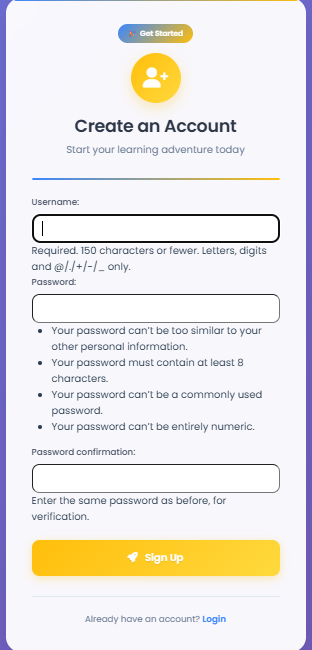 Get Started
Create an Account
Start your learning adventure today
Username:
Required. 150 characters or fewer. Letters, digits
and @/./+/-/_ only.
Password:
Your password can't be too similar to your
other personal information.
Your password must contain at least 8
characters.
Your password can't be a commonly used
password.
Your password can't be entirely numeric.
Password confirmation:
Enter the same password as before, for
verification.
Sign Up
Already have an account? Login